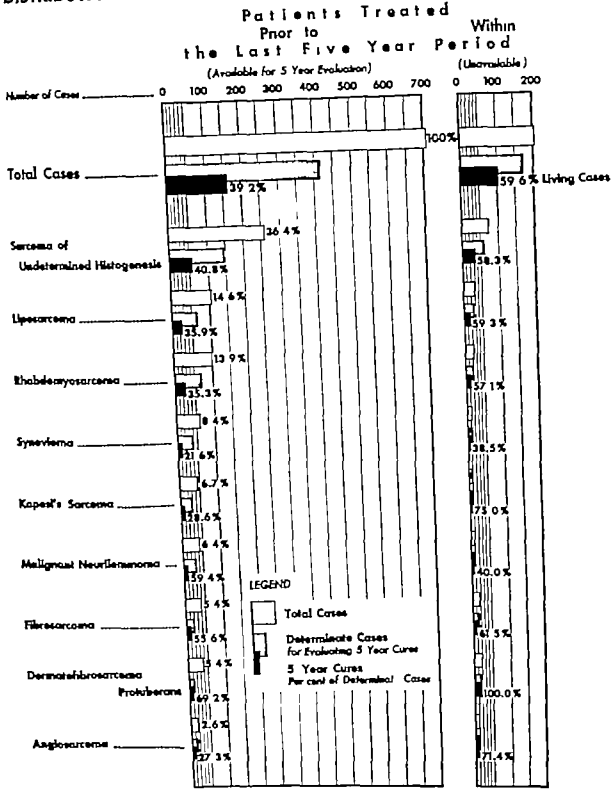 Patients Treated
Prior to Within
the Last Five Year Period
(Available for 5 Year Evaluation) (Unavailable)
Number of Cases 0 100 200 300 400 500 600 700 0 100 200
100%
Total Cases
39 2% 59 6% Living Cases
36 4%
Sarcoma of
Undetermined Histogenesis 40.8% 58.3%
14 6%
Liposarcoma 35.9% 59 3%
13 9%
Rhabdomyosarcoma 35.3% 57 1%
8 4%
Synovioma 21 6% 38.5%
6.7%
Kaposi's Sarcoma 28.6% 75 0%
6 4%
Malignant Neurilemmoma 59 4% 40.0%
LEGEND
5 4% Total Cases
Fibrosarcoma 55 6% 61.5%
Determinate Cases
for Evaluating 5 Year Cures
5 4% 5 Year Cures
Per cent of Determinat Cases
Dermatofibrosarcoma
Protuberans 69 2% 100.0%
2.6%
Angiosarcoma 27 3% 71.4%